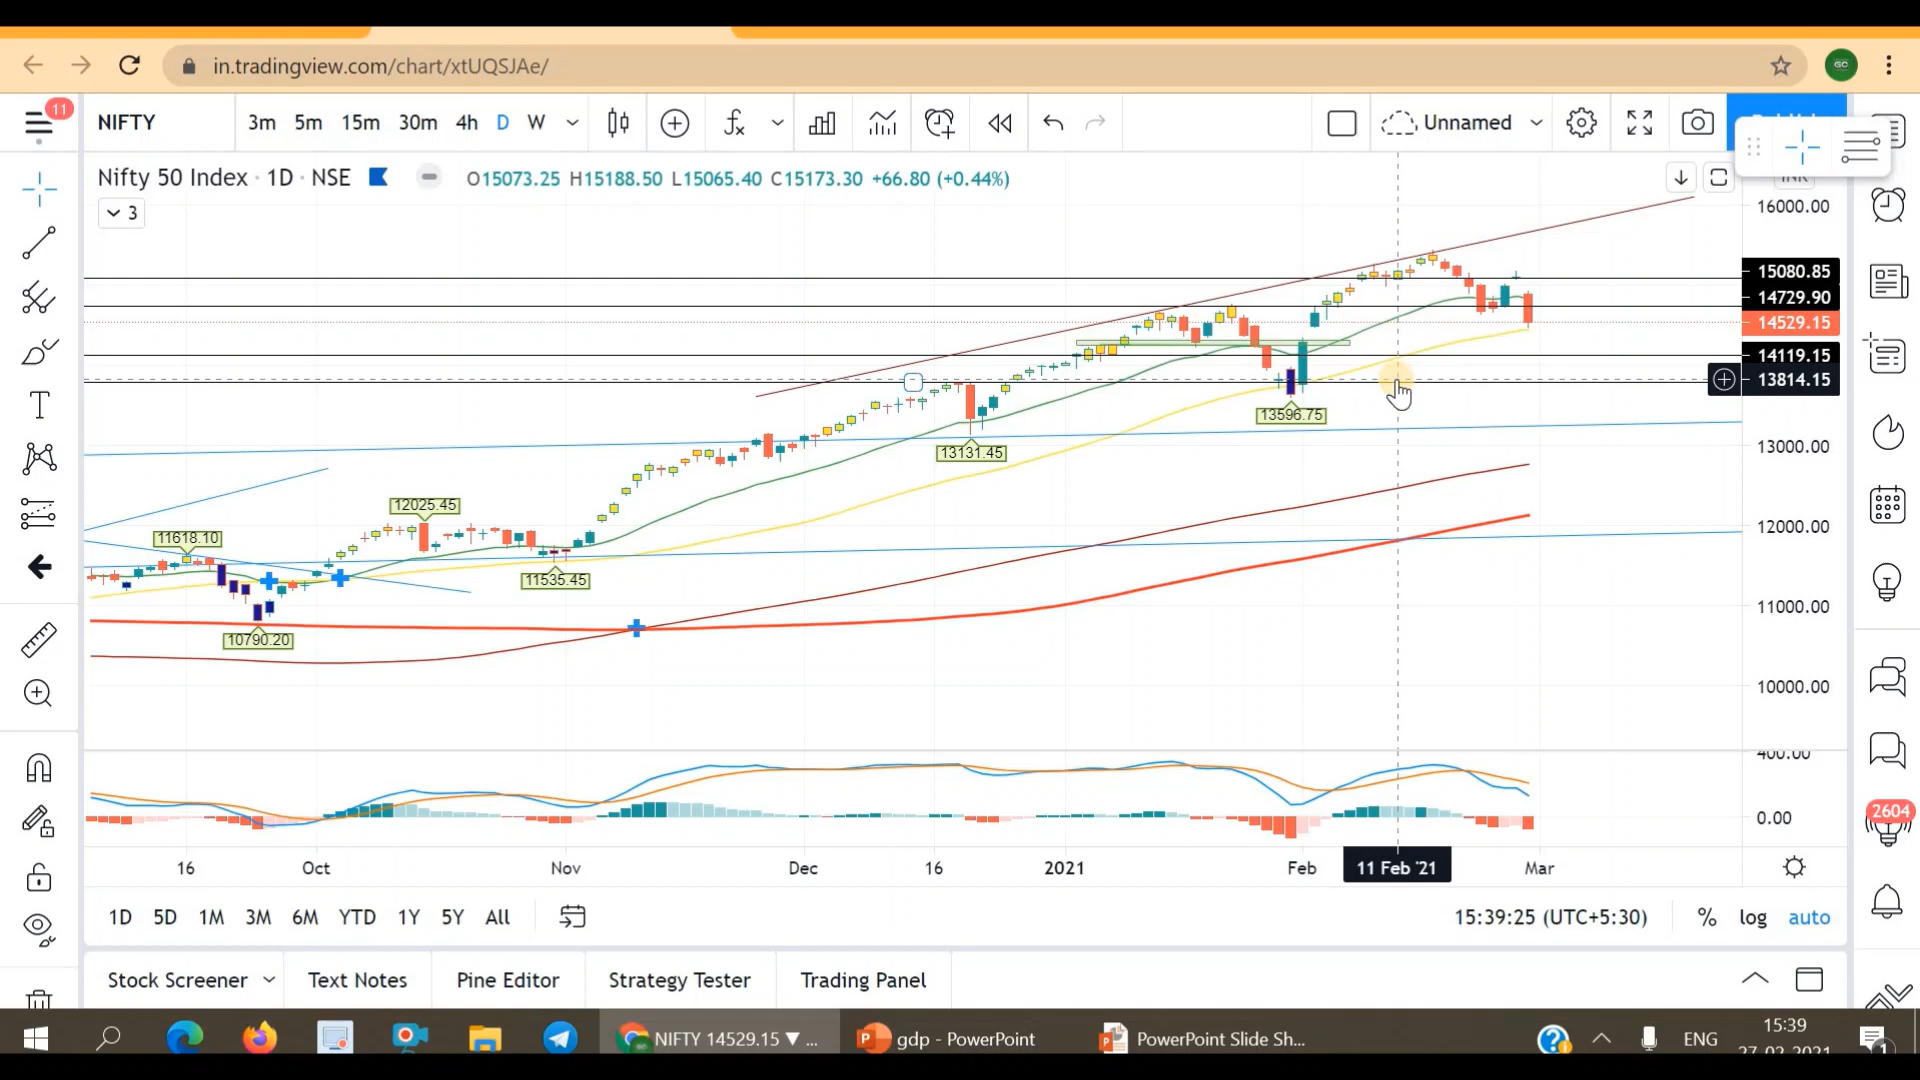 in.tradingview.com/chart/xtUQSJAe/
GC
11
NIFTY
3m 5m 15m 30m 4h D W
Unnamed
Nifty 50 Index · 1D · NSE
O15073.25 H15188.50 L15065.40 C15173.30 +66.80 (+0.44%)
3
16000.00
15080.85
14729.90
14529.15
14119.15
13814.15
13000.00
12000.00
11000.00
10000.00
400.00
0.00
13596.75
13131.45
12025.45
11618.10
11535.45
10790.20
2604
16 Oct Nov Dec 16 2021 Feb 11 Feb '21 Mar
1D 5D 1M 3M 6M YTD 1Y 5Y All
15:39:25 (UTC+5:30) % log auto
Stock Screener Text Notes Pine Editor Strategy Tester Trading Panel
NIFTY 14529.15 ▼ ...
gdp - PowerPoint
PowerPoint Slide Sh...
ENG
15:39
27-02-2021
1